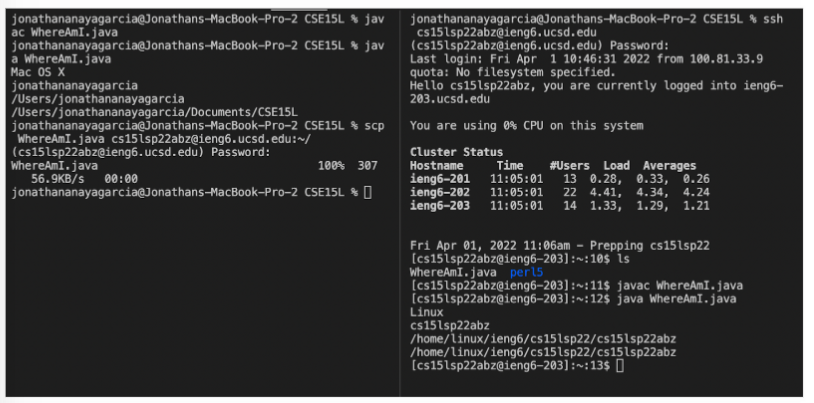 jonathananayagarcia@Jonathans-MacBook-Pro-2 CSE15L % jav
ac WhereAmI.java
jonathananayagarcia@Jonathans-MacBook-Pro-2 CSE15L % jav
a WhereAmI.java
Mac OS X
jonathananayagarcia
/Users/jonathananayagarcia
/Users/jonathananayagarcia/Documents/CSE15L
jonathananayagarcia@Jonathans-MacBook-Pro-2 CSE15L % scp
 WhereAmI.java cs15lsp22abz@ieng6.ucsd.edu:~/
(cs15lsp22abz@ieng6.ucsd.edu) Password:
WhereAmI.java 100% 307
 56.9KB/s 00:00
jonathananayagarcia@Jonathans-MacBook-Pro-2 CSE15L %
jonathananayagarcia@Jonathans-MacBook-Pro-2 CSE15L % ssh
 cs15lsp22abz@ieng6.ucsd.edu
(cs15lsp22abz@ieng6.ucsd.edu) Password:
Last login: Fri Apr  1 10:46:31 2022 from 100.81.33.9
quota: No filesystem specified.
Hello cs15lsp22abz, you are currently logged into ieng6-
203.ucsd.edu
You are using 0% CPU on this system
Cluster Status
Hostname Time #Users Load Averages
ieng6-201 11:05:01 13 0.28, 0.33, 0.26
ieng6-202 11:05:01 22 4.41, 4.34, 4.24
ieng6-203 11:05:01 14 1.33, 1.29, 1.21
Fri Apr 01, 2022 11:06am - Prepping cs15lsp22
[cs15lsp22abz@ieng6-203]:~:10$ ls
WhereAmI.java perl5
[cs15lsp22abz@ieng6-203]:~:11$ javac WhereAmI.java
[cs15lsp22abz@ieng6-203]:~:12$ java WhereAmI.java
Linux
cs15lsp22abz
/home/linux/ieng6/cs15lsp22/cs15lsp22abz
/home/linux/ieng6/cs15lsp22/cs15lsp22abz
[cs15lsp22abz@ieng6-203]:~:13$